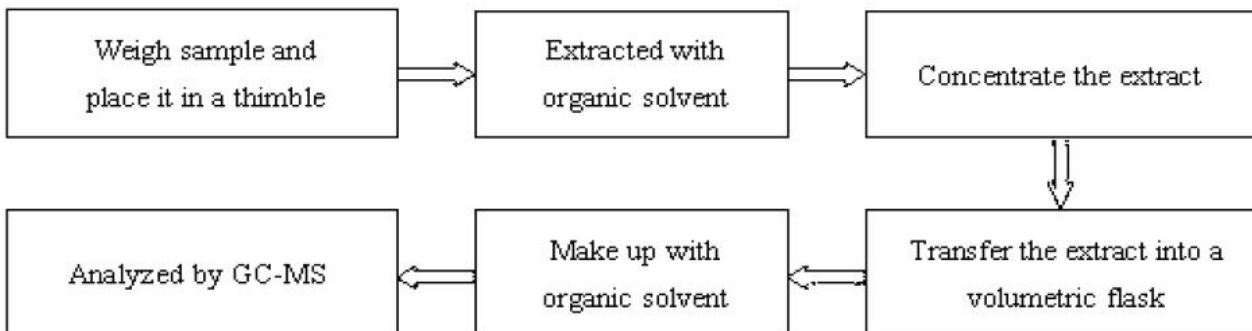 Weigh sample and
place it in a thimble
Extracted with
organic solvent
Concentrate the extract
Transfer the extract into a
volumetric flask
Make up with
organic solvent
Analyzed by GC-MS